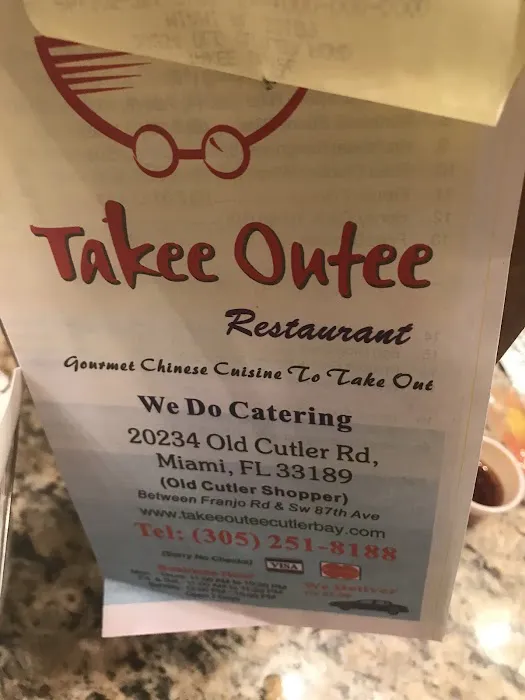 Takee Outee
Restaurant
Gourmet Chinese Cuisine To Take Out
We Do Catering
20234 Old Cutler Rd,
Miami, FL 33189
(Old Cutler Shopper)
Between Franjo Rd & Sw 87th Ave
www.takeeouteecutlerbay.com
Tel: (305) 251-8188
(Sorry No Checks)
VISA
Business Hour
We Deliver